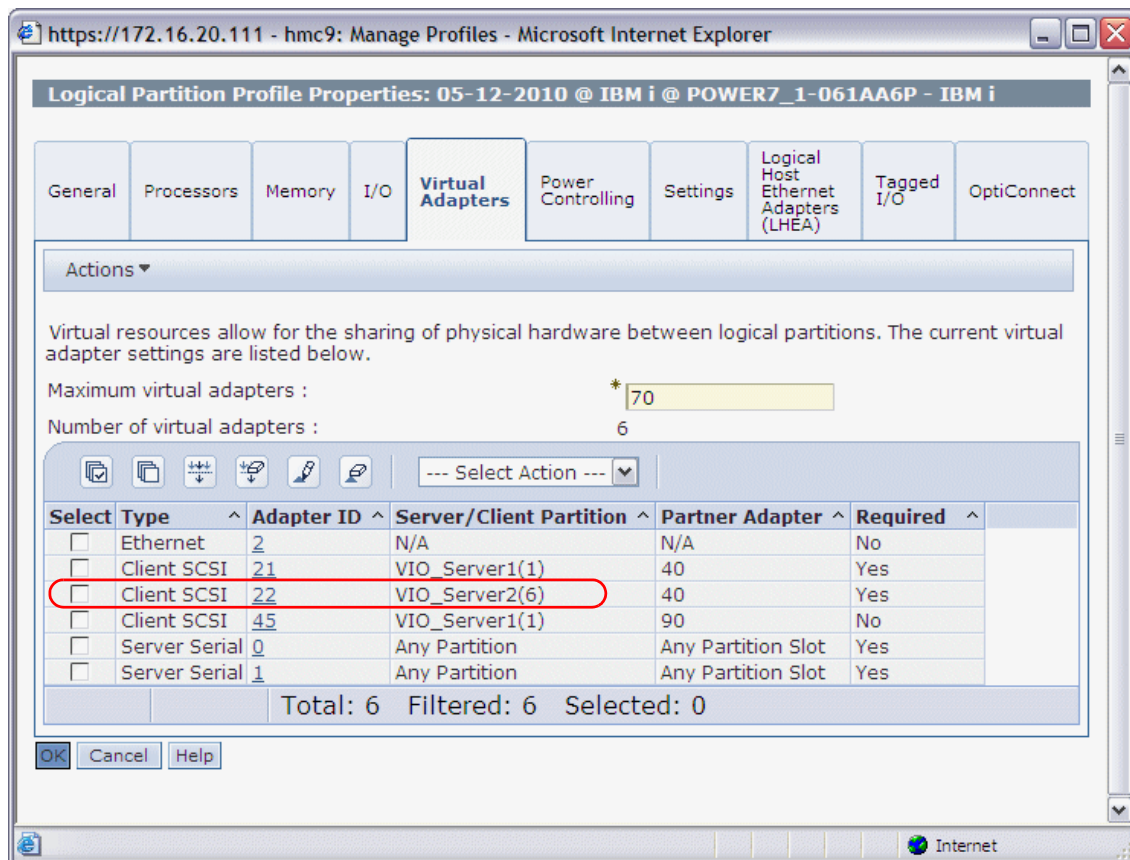 https://172.16.20.111 - hmc9: Manage Profiles - Microsoft Internet Explorer
Logical Partition Profile Properties: 05-12-2010 @ IBM i @ POWER7_1-061AA6P - IBM i
General Processors Memory I/O Virtual Adapters Power Controlling Settings Logical Host Ethernet Adapters (LHEA) Tagged I/O OptiConnect
Actions
Virtual resources allow for the sharing of physical hardware between logical partitions. The current virtual
adapter settings are listed below.
Maximum virtual adapters : * 70
Number of virtual adapters : 6
--- Select Action ---
Select Type ^ Adapter ID ^ Server/Client Partition ^ Partner Adapter ^ Required ^
Ethernet 2 N/A N/A No
Client SCSI 21 VIO_Server1(1) 40 Yes
Client SCSI 22 VIO_Server2(6) 40 Yes
Client SCSI 45 VIO_Server1(1) 90 No
Server Serial 0 Any Partition Any Partition Slot Yes
Server Serial 1 Any Partition Any Partition Slot Yes
Total: 6 Filtered: 6 Selected: 0
OK Cancel Help
Internet